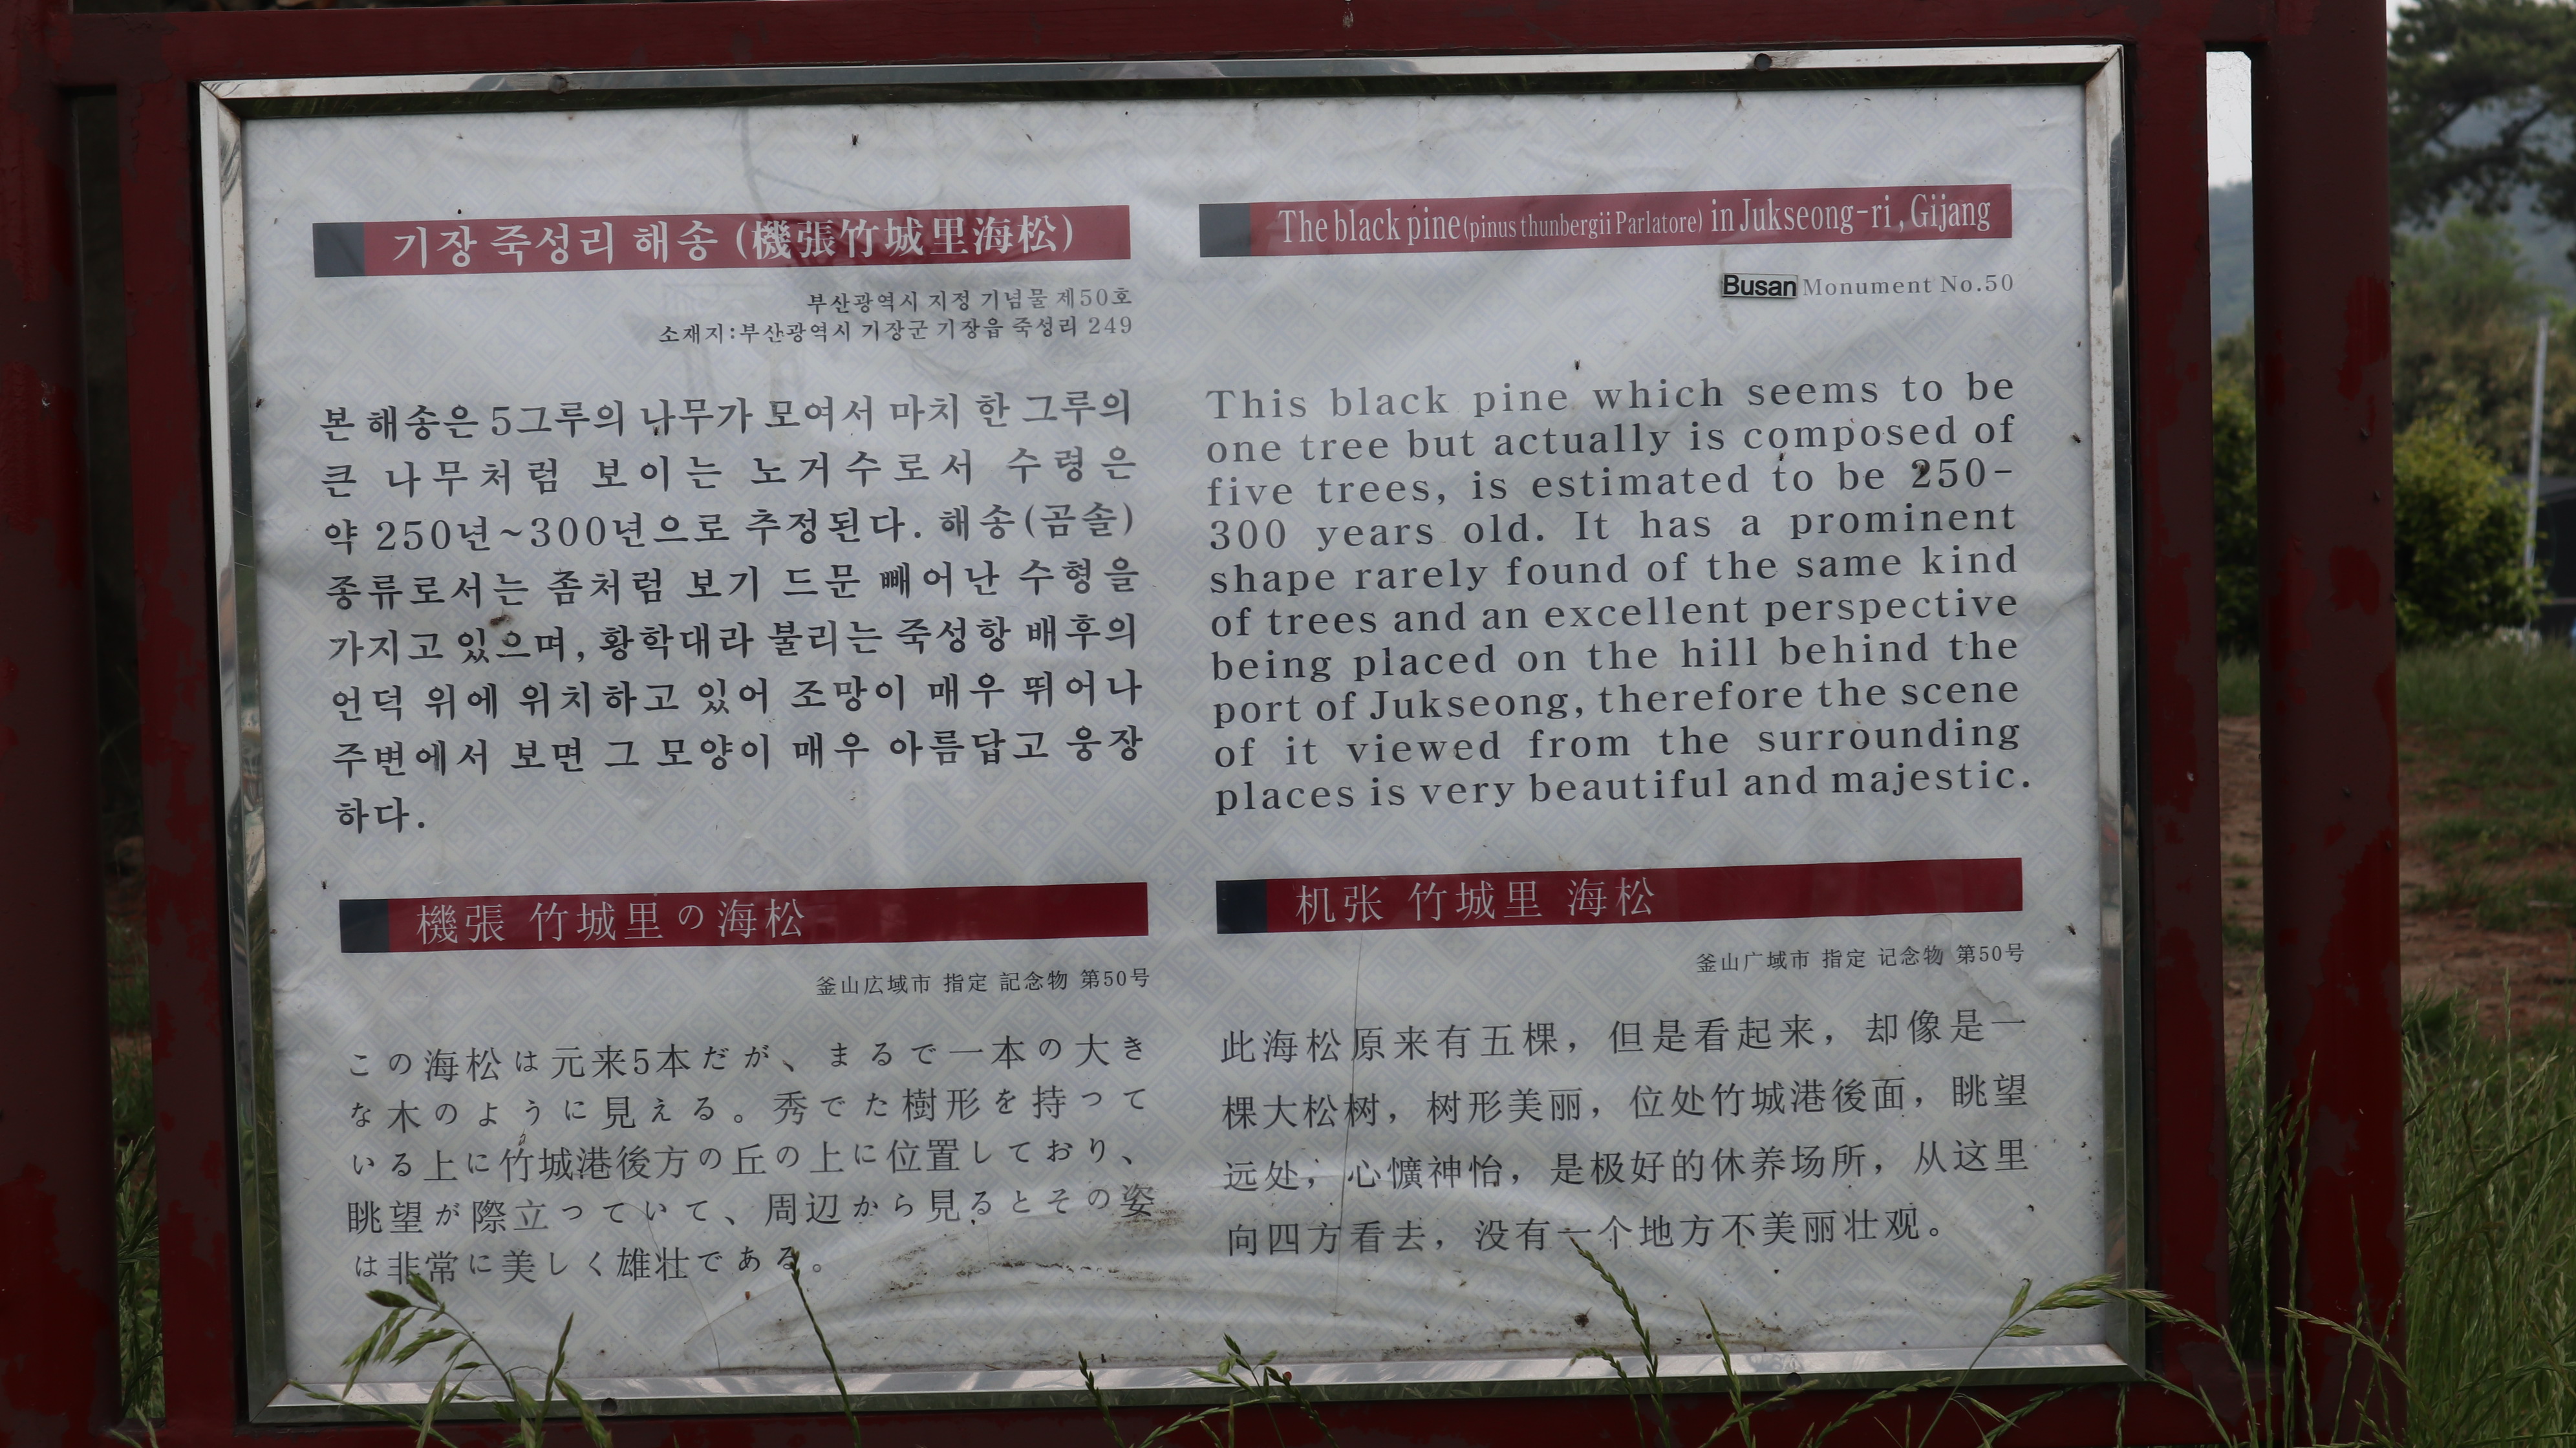 기장 죽성리 해송 (機張竹城里海松)
부산광역시 지정 기념물 제50호
소재지:부산광역시 기장군 기장읍 죽성리 249
본 해송은 5그루의 나무가 모여서 마치 한 그루의
큰 나무처럼 보이는 노거수로서 수령은
약 250년~300년으로 추정된다. 해송(곰솔)
종류로서는 좀처럼 보기 드문 빼어난 수형을
가지고 있으며, 황학대라 불리는 죽성항 배후의
언덕 위에 위치하고 있어 조망이 매우 뛰어나
주변에서 보면 그 모양이 매우 아름답고 웅장
하다.
The black pine (pinus thunbergii Parlatore) in Jukseong-ri, Gijang
Busan Monument No.50
This black pine which seems to be
one tree but actually is composed of
five trees, is estimated to be 250-
300 years old. It has a prominent
shape rarely found of the same kind
of trees and an excellent perspective
being placed on the hill behind the
port of Jukseong, therefore the scene
of it viewed from the surrounding
places is very beautiful and majestic.
機張 竹城里の海松
釜山広域市 指定 記念物 第50号
この海松は元来5本だが、まるで一本の大き
な木のように見える。秀でた樹形を持って
いる上に竹城港後方の丘の上に位置しており、
眺望が際立っていて、周辺から見るとその姿
は非常に美しく雄壮である。
机张 竹城里 海松
釜山广域市 指定 记念物 第50号
此海松原来有五棵，但是看起来，却像是一
棵大松树，树形美丽，位处竹城港後面，眺望
远处，心懭神怡，是极好的休养场所，从这里
向四方看去，没有一个地方不美丽壮观。